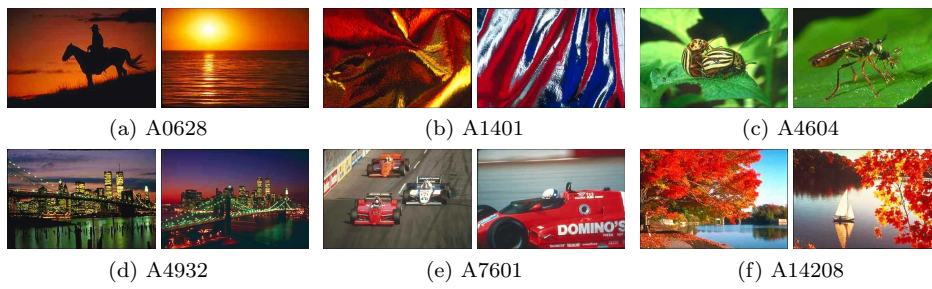 (a) A0628
(b) A1401
(c) A4604
DOMINO'S
(d) A4932
(e) A7601
(f) A14208